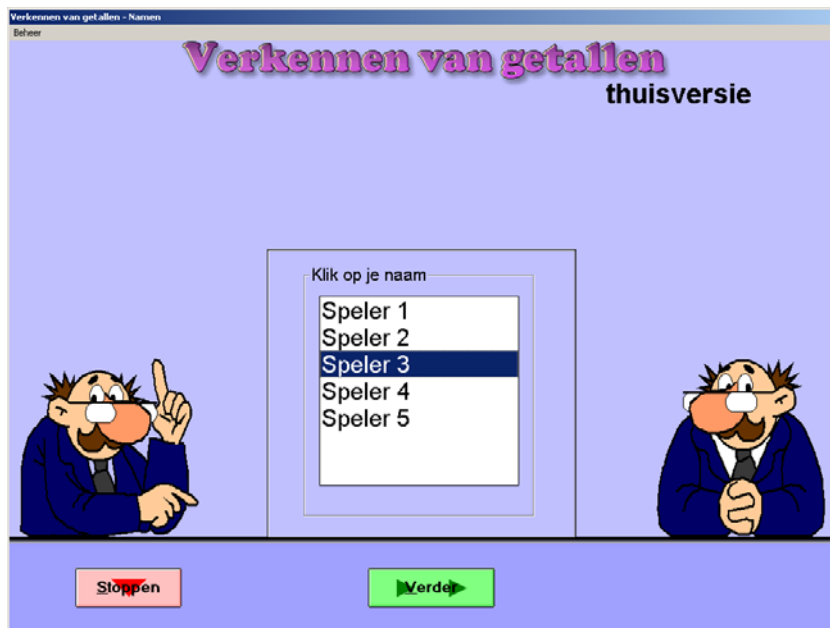 Verkennen van getallen - Namen
Beheer
Verkennen van getallen
thuisversie
Klik op je naam
Speler 1
Speler 2
Speler 3
Speler 4
Speler 5
Stoppen
Verder